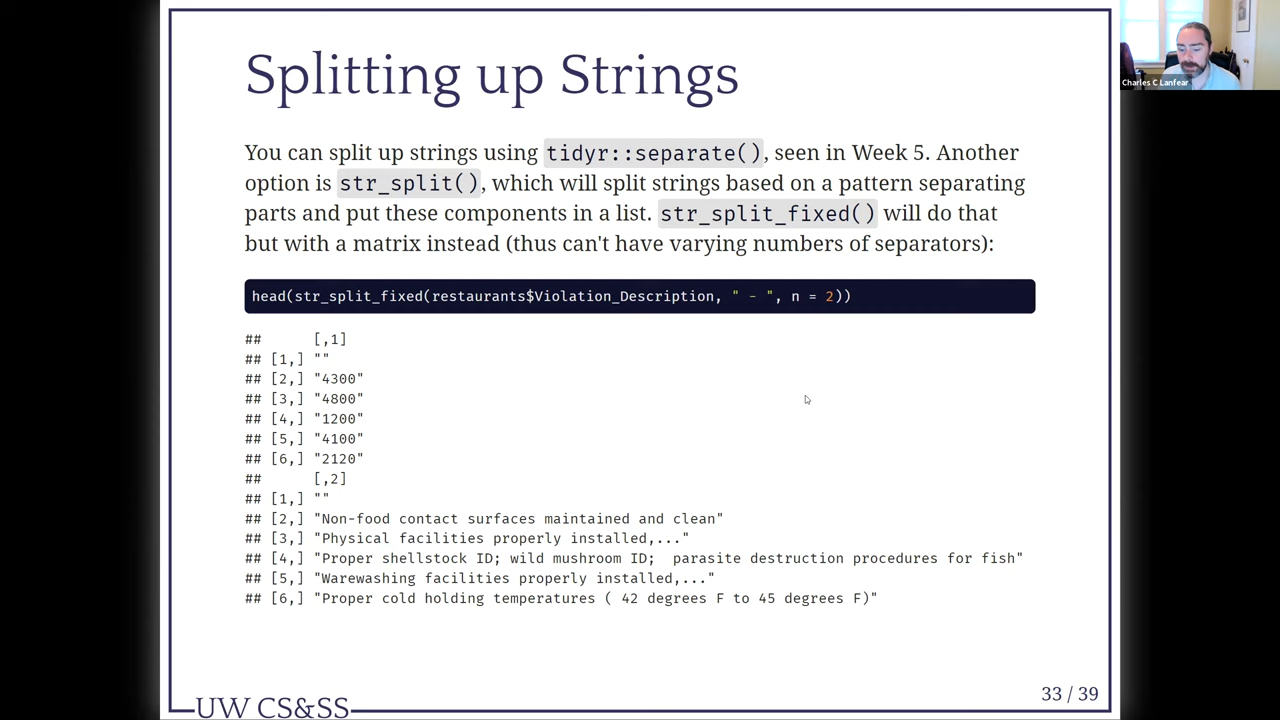 Splitting up Strings
You can split up strings using tidyr::separate(), seen in Week 5. Another
option is str_split(), which will split strings based on a pattern separating
parts and put these components in a list. str_split_fixed() will do that
but with a matrix instead (thus can't have varying numbers of separators):
head(str_split_fixed(restaurants$Violation_Description, " - ", n = 2))
##      [,1]
## [1,] ""
## [2,] "4300"
## [3,] "4800"
## [4,] "1200"
## [5,] "4100"
## [6,] "2120"
##      [,2]
## [1,] ""
## [2,] "Non-food contact surfaces maintained and clean"
## [3,] "Physical facilities properly installed,..."
## [4,] "Proper shellstock ID; wild mushroom ID;  parasite destruction procedures for fish"
## [5,] "Warewashing facilities properly installed,..."
## [6,] "Proper cold holding temperatures ( 42 degrees F to 45 degrees F)"
UW CS&SS
33 / 39
Charles C Lanfear